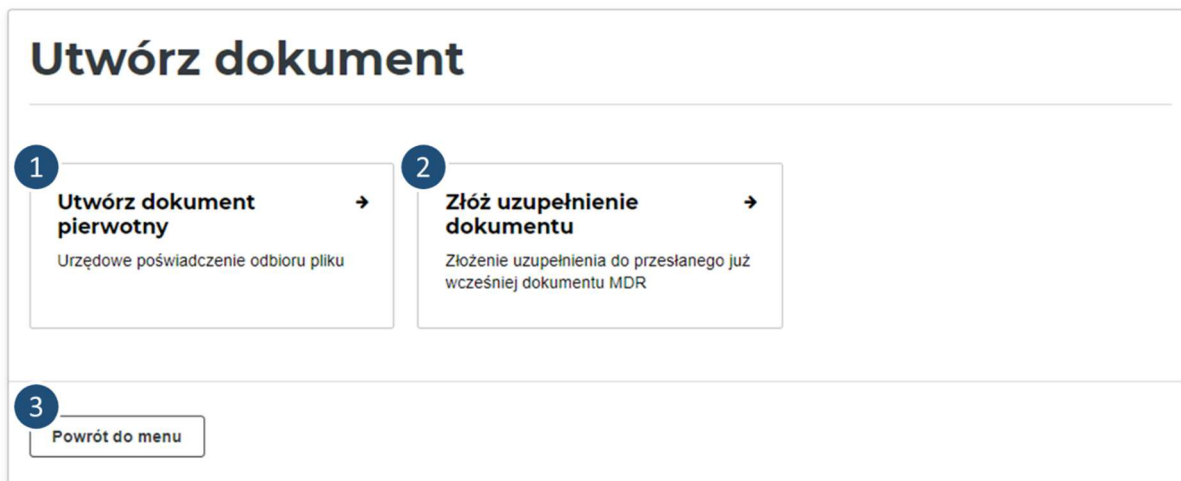 Utwórz dokument
1
Utwórz dokument
pierwotny
Urzędowe poświadczenie odbioru pliku
2
Złóż uzupełnienie
dokumentu
Złożenie uzupełnienia do przesłanego już
wcześniej dokumentu MDR
3
Powrót do menu